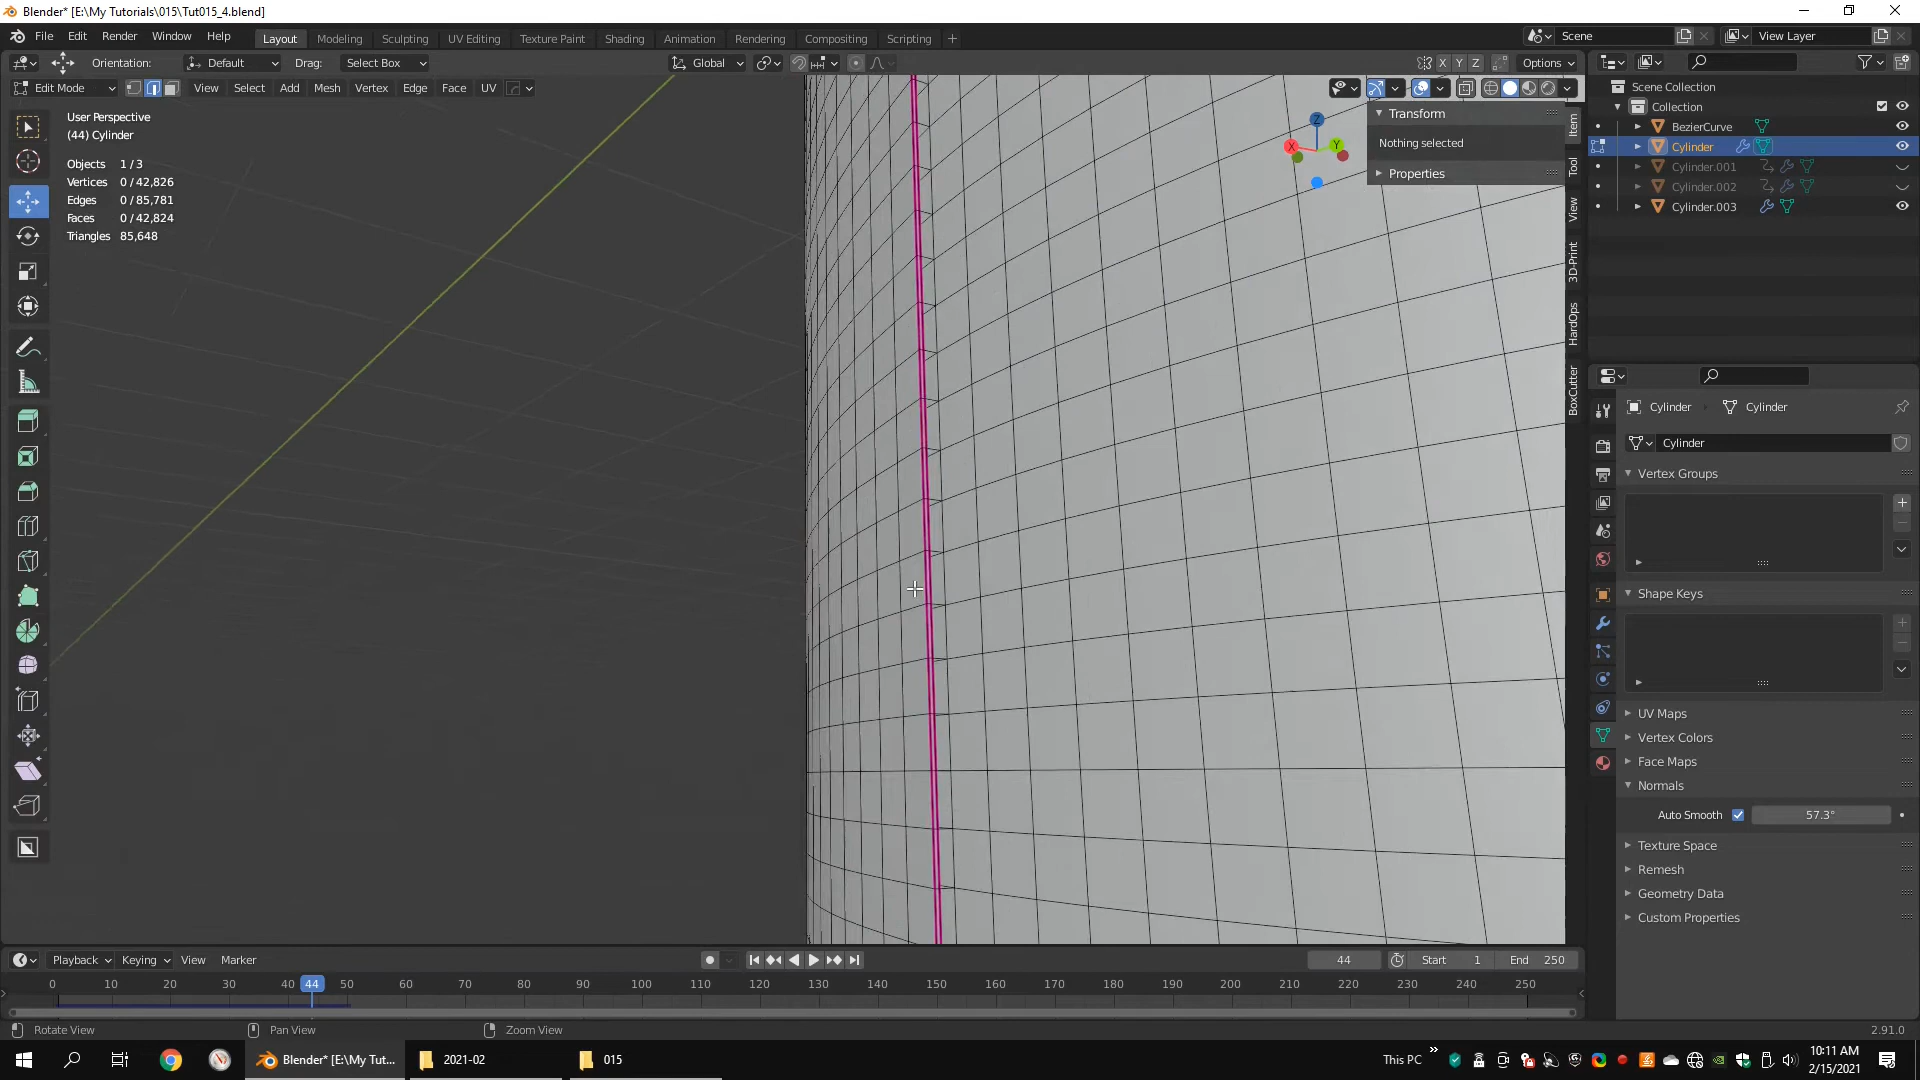 Blender* [E:\My Tutorials\015\Tut015_4.blend]
File Edit Render Window Help
Layout Modeling Sculpting UV Editing Texture Paint Shading Animation Rendering Compositing Scripting +
Scene
View Layer
Orientation: Default Drag: Select Box
Global
X Y Z Options
Edit Mode View Select Add Mesh Vertex Edge Face UV
User Perspective
(44) Cylinder
Objects 1 / 3
Vertices 0 / 42,826
Edges 0 / 85,781
Faces 0 / 42,824
Triangles 85,648
Z
X
Y
Transform
Nothing selected
Properties
Item
Tool
View
3D-Print
HardOps
BoxCutter
Scene Collection
Collection
BezierCurve
Cylinder
Cylinder.001
Cylinder.002
Cylinder.003
Cylinder Cylinder
Cylinder
Vertex Groups
Shape Keys
UV Maps
Vertex Colors
Face Maps
Normals
Auto Smooth 57.3°
Texture Space
Remesh
Geometry Data
Custom Properties
Playback Keying View Marker
44 Start 1 End 250
0 10 20 30 40 44 50 60 70 80 90 100 110 120 130 140 150 160 170 180 190 200 210 220 230 240 250
Rotate View Pan View Zoom View
2.91.0
Blender* [E:\My Tut...
2021-02
015
This PC
10:11 AM
2/15/2021